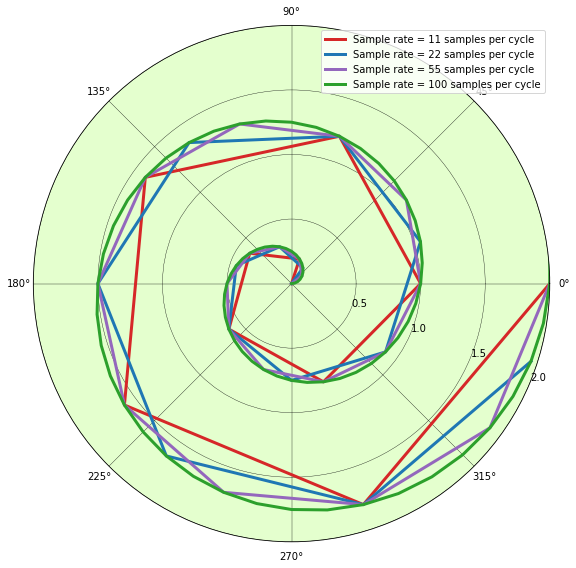 90°
Sample rate = 11 samples per cycle
Sample rate = 22 samples per cycle
Sample rate = 55 samples per cycle
Sample rate = 100 samples per cycle
135°
180°
0°
0.5
1.0
1.5
2.0
225°
315°
270°